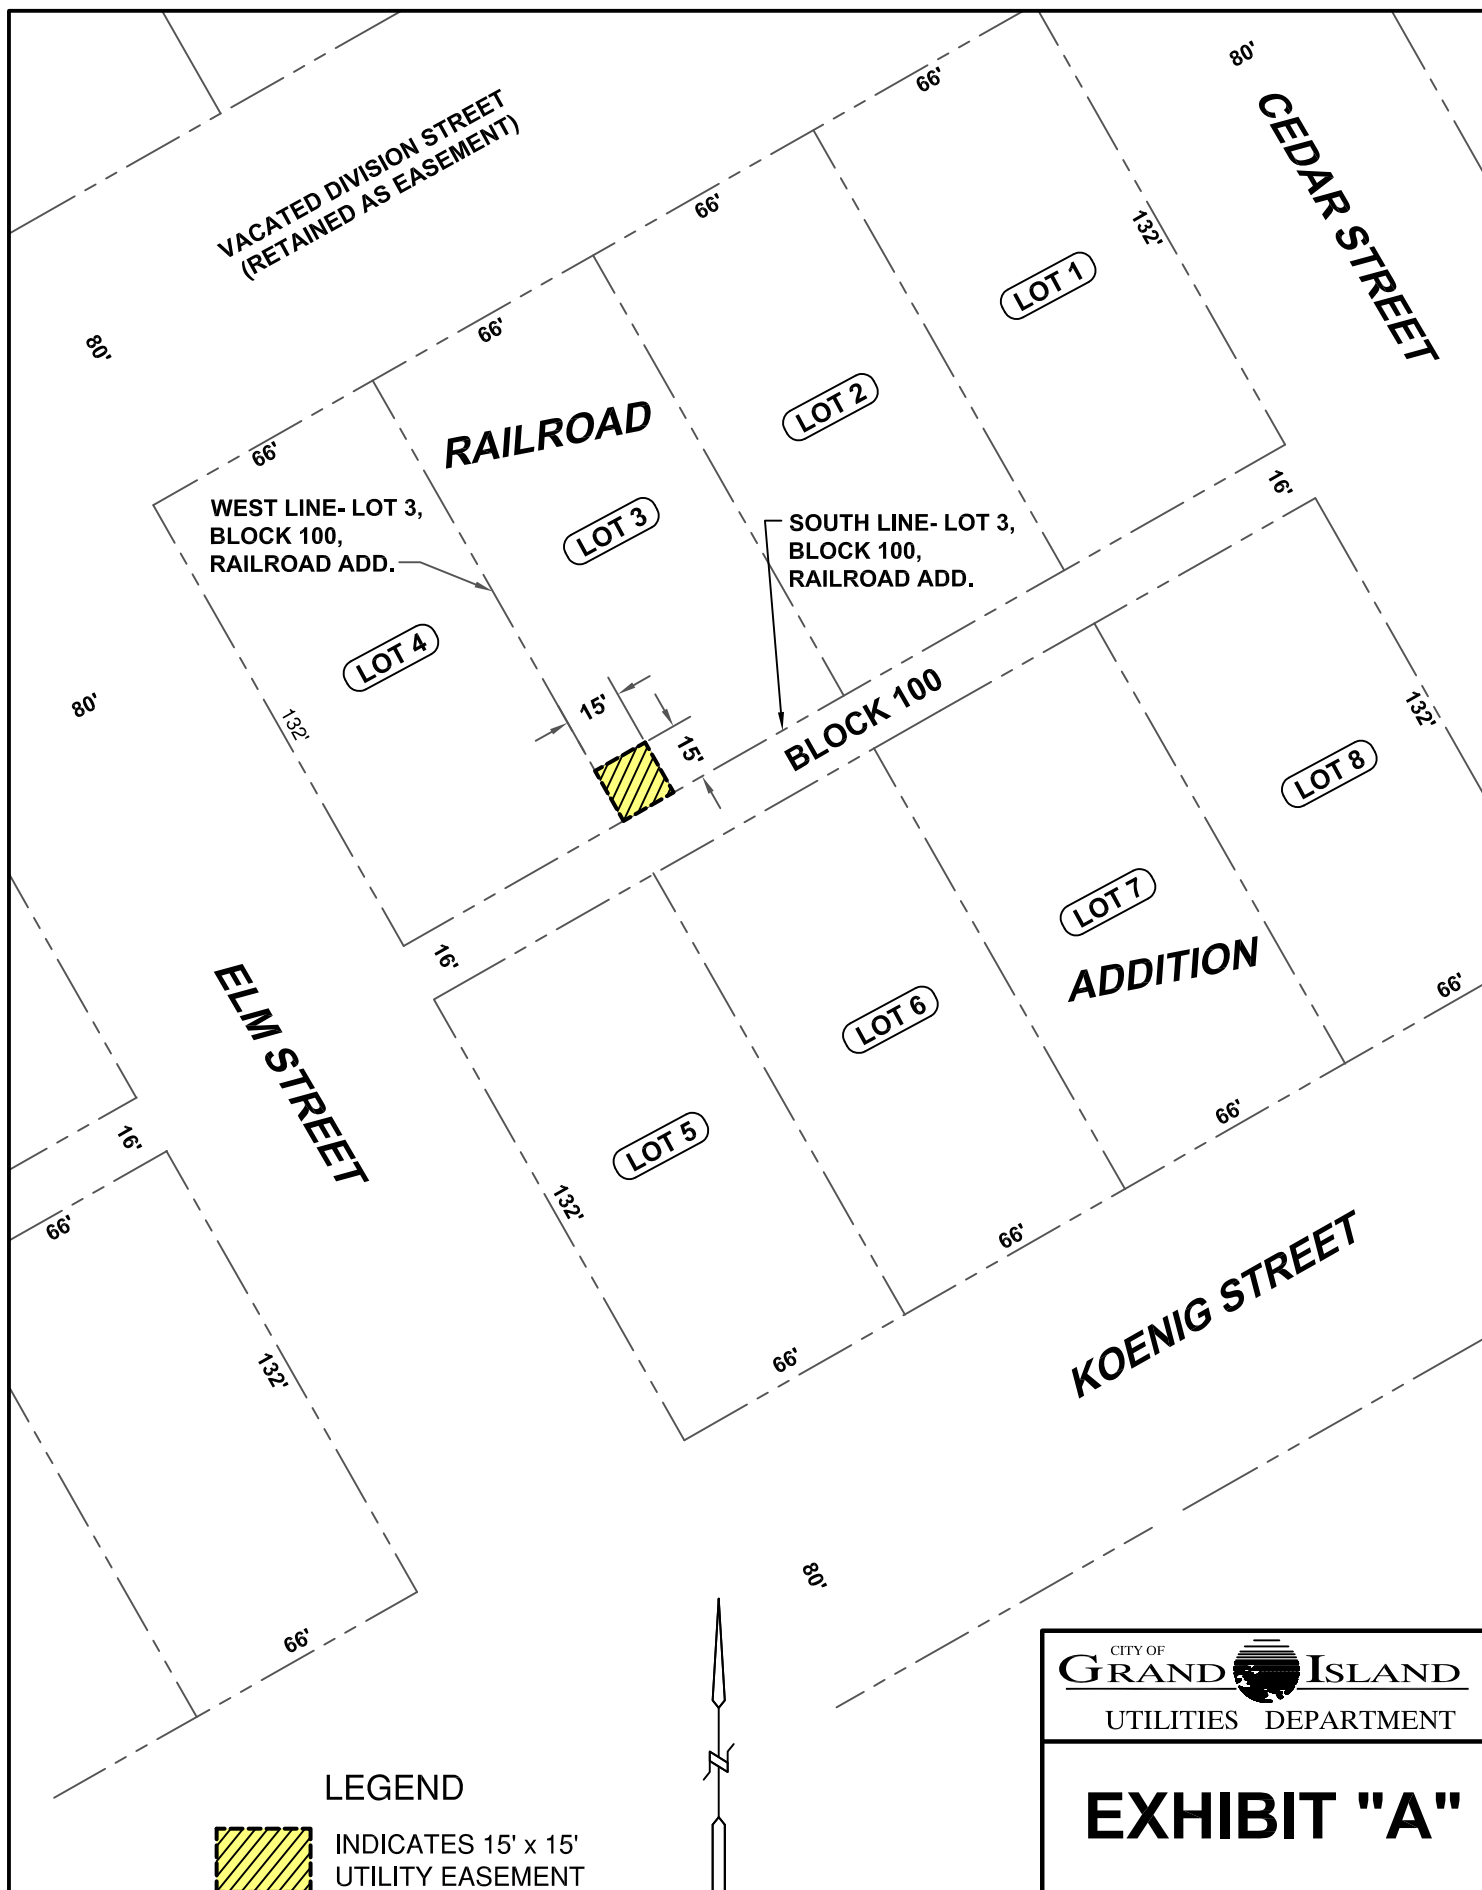 80'
66'
CEDAR STREET
VACATED DIVISION STREET
(RETAINED AS EASEMENT)
66'
132'
LOT 1
80'
66'
LOT 2
RAILROAD
66'
16'
WEST LINE- LOT 3,
BLOCK 100,
RAILROAD ADD.
LOT 3
SOUTH LINE- LOT 3,
BLOCK 100,
RAILROAD ADD.
LOT 4
80'
132'
15'
15'
BLOCK 100
132'
LOT 8
LOT 7
16'
ADDITION
66'
ELM STREET
LOT 6
66'
16'
LOT 5
132'
66'
66'
KOENIG STREET
132'
66'
80'
66'
CITY OF
GRAND ISLAND
UTILITIES DEPARTMENT
LEGEND
INDICATES 15' x 15'
UTILITY EASEMENT
EXHIBIT "A"